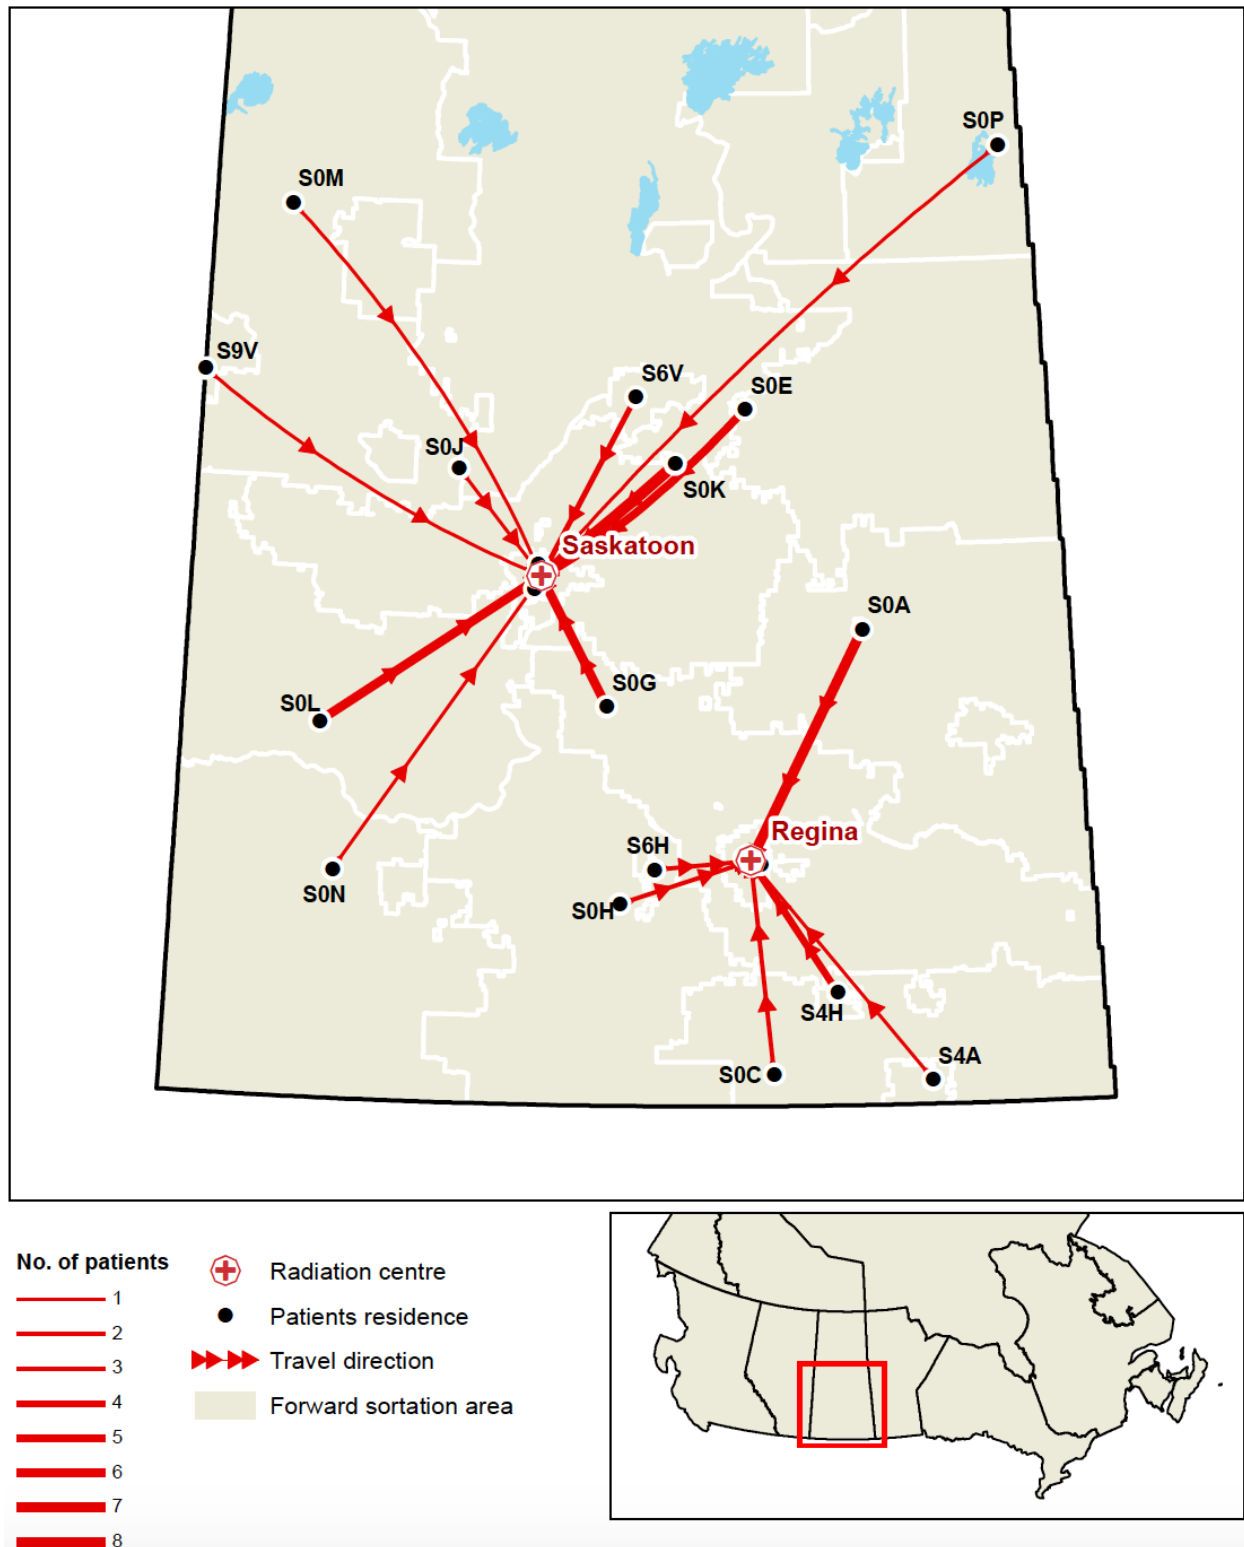 S0P
S0M
S9V
S6V
S0E
S0J
S0K
Saskatoon
S0A
S0G
S0L
Regina
S6H
S0N
S0H
S4H
S4A
S0C
No. of patients
1
2
3
4
5
6
7
8
Radiation centre
Patients residence
Travel direction
Forward sortation area